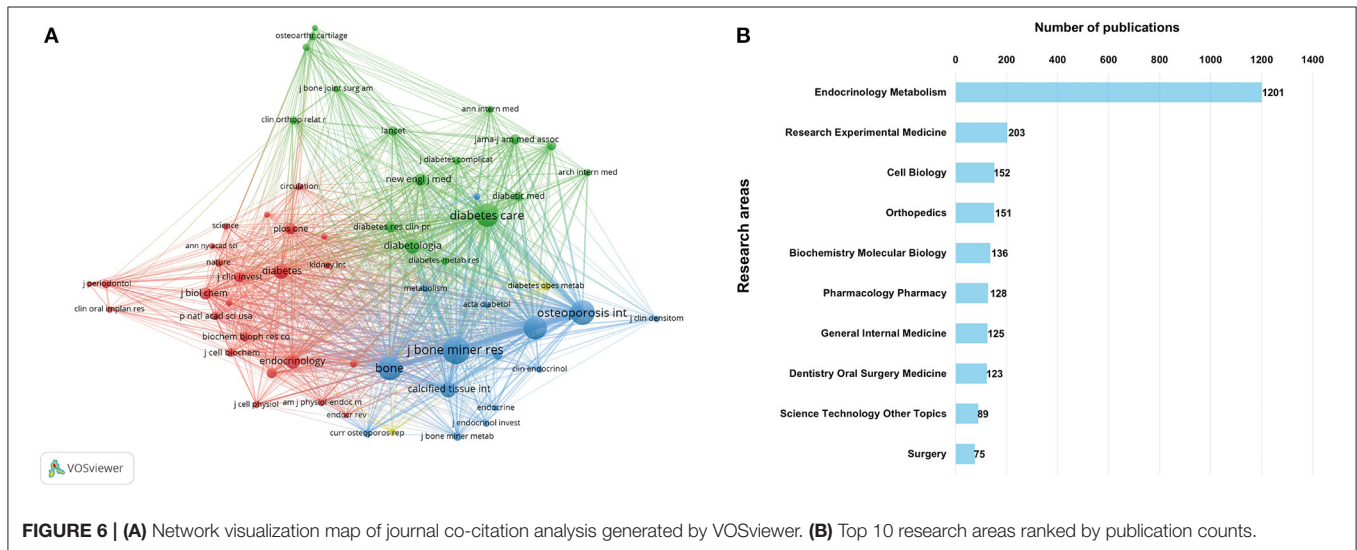 A
osteoarthr cartilage
j bone joint surg am
ann intern med
clin orthop relat r
lancet
jama-j am med assoc
j diabetes complicat
arch intern med
new engl j med
circulation
diabetic med
diabetes care
science
plos one
diabetes res clin pr
ann ny acad sci
diabetologia
nature
kidney int
diabetes metab res
diabetes
j clin invest
j periodontol
metabolism
diabetes obes metab
j biol chem
acta diabetol
clin oral implan res
osteoporosis int
p natl acad sci usa
j clin densitom
biochem bioph res co
j bone miner res
j cell biochem
endocrinology
bone
clin endocrinol
calcified tissue int
j cell physiol
am j physiol-endoc m
endocr rev
endocrine
j endocrinol invest
curr osteoporos rep
j bone miner metab
VOSviewer
B
Number of publications
0 200 400 600 800 1000 1200 1400
Research areas
Endocrinology Metabolism 1201
Research Experimental Medicine 203
Cell Biology 152
Orthopedics 151
Biochemistry Molecular Biology 136
Pharmacology Pharmacy 128
General Internal Medicine 125
Dentistry Oral Surgery Medicine 123
Science Technology Other Topics 89
Surgery 75
FIGURE 6 | (A) Network visualization map of journal co-citation analysis generated by VOSviewer. (B) Top 10 research areas ranked by publication counts.